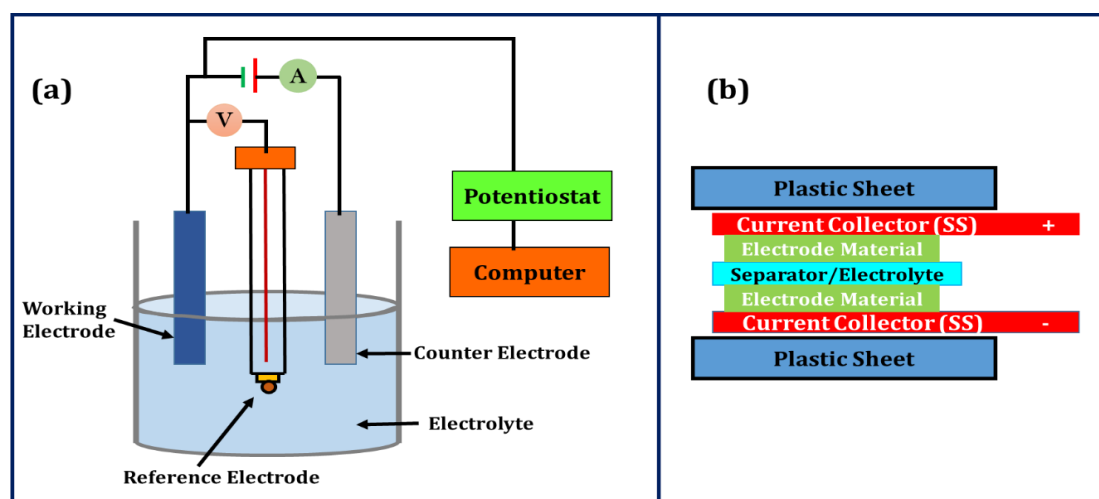 (a)
A
V
Potentiostat
Computer
Working
Electrode
Counter Electrode
Electrolyte
Reference Electrode
(b)
Plastic Sheet
Current Collector (SS) +
Electrode Material
Separator/Electrolyte
Electrode Material
Current Collector (SS) -
Plastic Sheet